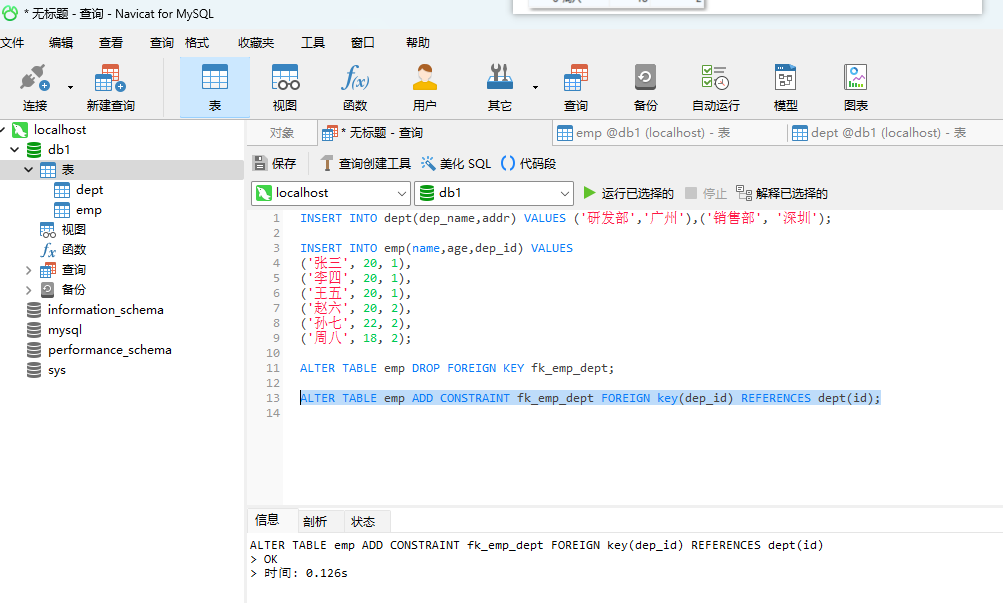 * 无标题 - 查询 - Navicat for MySQL
文件 编辑 查看 查询 格式 收藏夹 工具 窗口 帮助
连接 新建查询 表 视图 函数 用户 其它 查询 备份 自动运行 模型 图表
localhost
db1
表
dept
emp
视图
函数
查询
备份
information_schema
mysql
performance_schema
sys
对象 * 无标题 - 查询 emp @db1 (localhost) - 表 dept @db1 (localhost) - 表
保存 查询创建工具 美化 SQL 代码段
localhost db1 运行已选择的 停止 解释已选择的
1 INSERT INTO dept(dep_name,addr) VALUES ('研发部','广州'),('销售部', '深圳');
2
3 INSERT INTO emp(name,age,dep_id) VALUES
4 ('张三', 20, 1),
5 ('李四', 20, 1),
6 ('王五', 20, 1),
7 ('赵六', 20, 2),
8 ('孙七', 22, 2),
9 ('周八', 18, 2);
10
11 ALTER TABLE emp DROP FOREIGN KEY fk_emp_dept;
12
13 ALTER TABLE emp ADD CONSTRAINT fk_emp_dept FOREIGN key(dep_id) REFERENCES dept(id);
14
信息 剖析 状态
ALTER TABLE emp ADD CONSTRAINT fk_emp_dept FOREIGN key(dep_id) REFERENCES dept(id)
> OK
> 时间: 0.126s